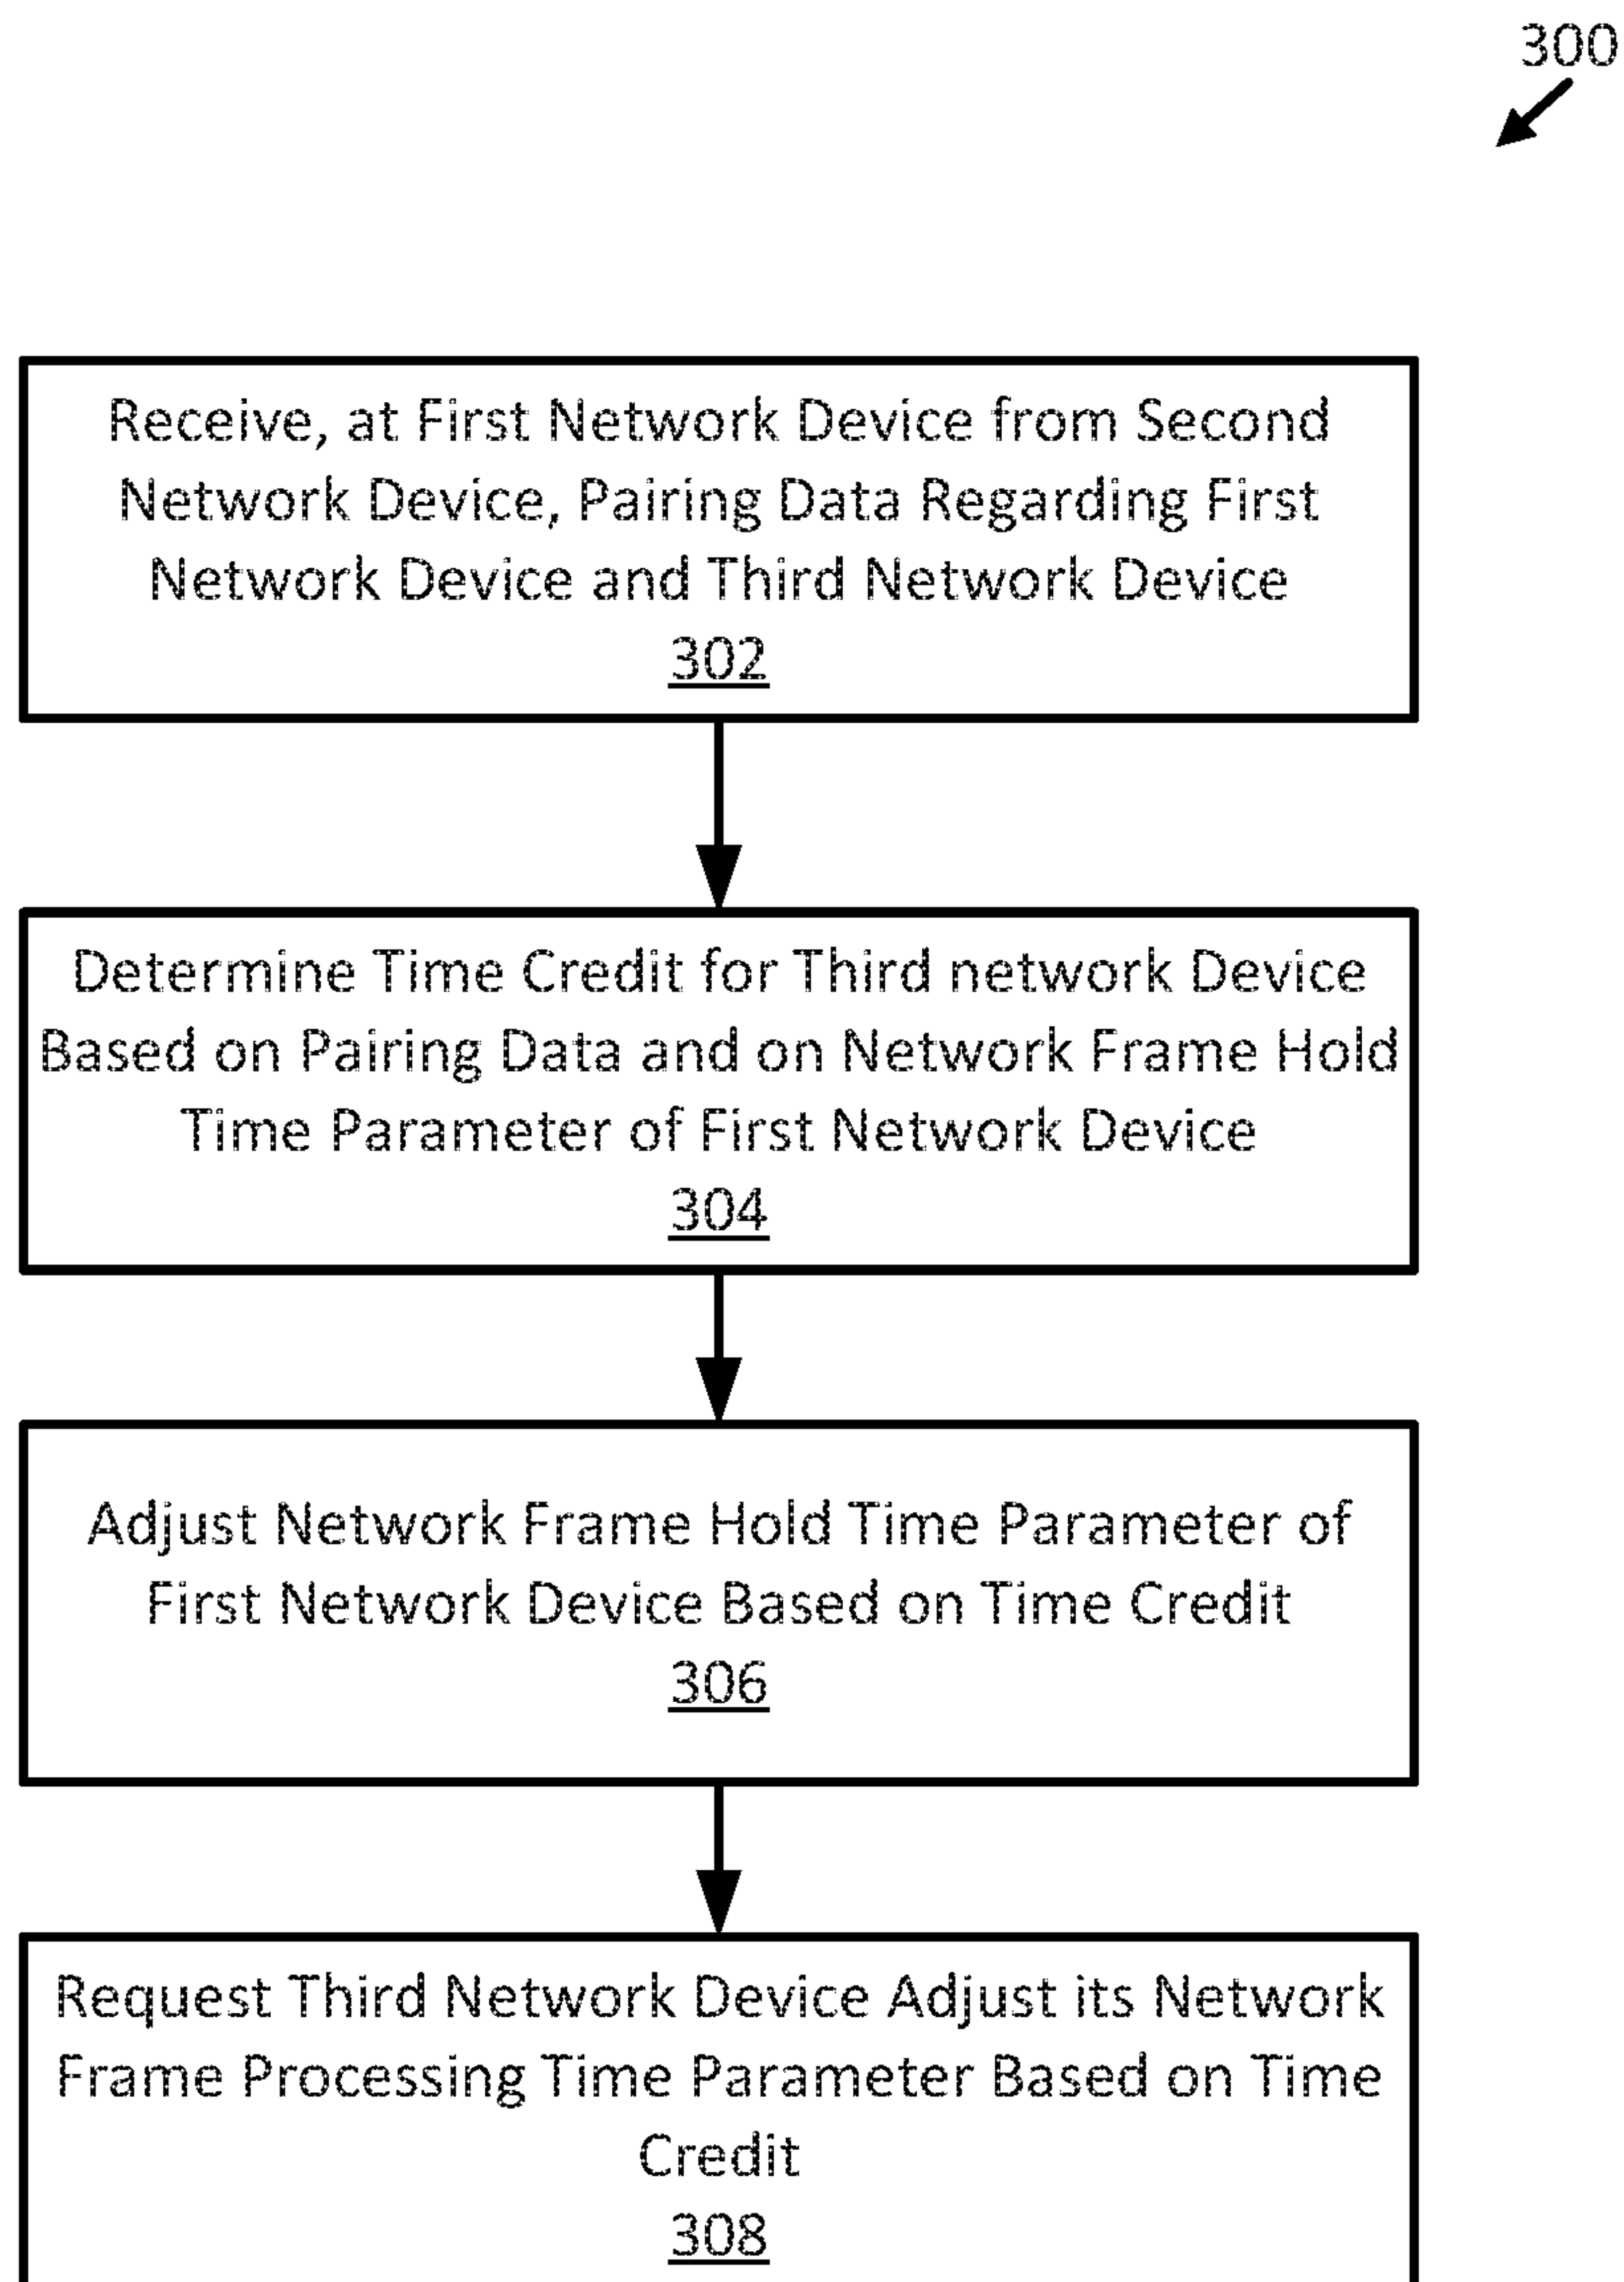 300
Receive, at First Network Device from Second
Network Device, Pairing Data Regarding First
Network Device and Third Network Device
302
Determine Time Credit for Third network Device
Based on Pairing Data and on Network Frame Hold
Time Parameter of First Network Device
304
Adjust Network Frame Hold Time Parameter of
First Network Device Based on Time Credit
306
Request Third Network Device Adjust its Network
Frame Processing Time Parameter Based on Time
Credit
308